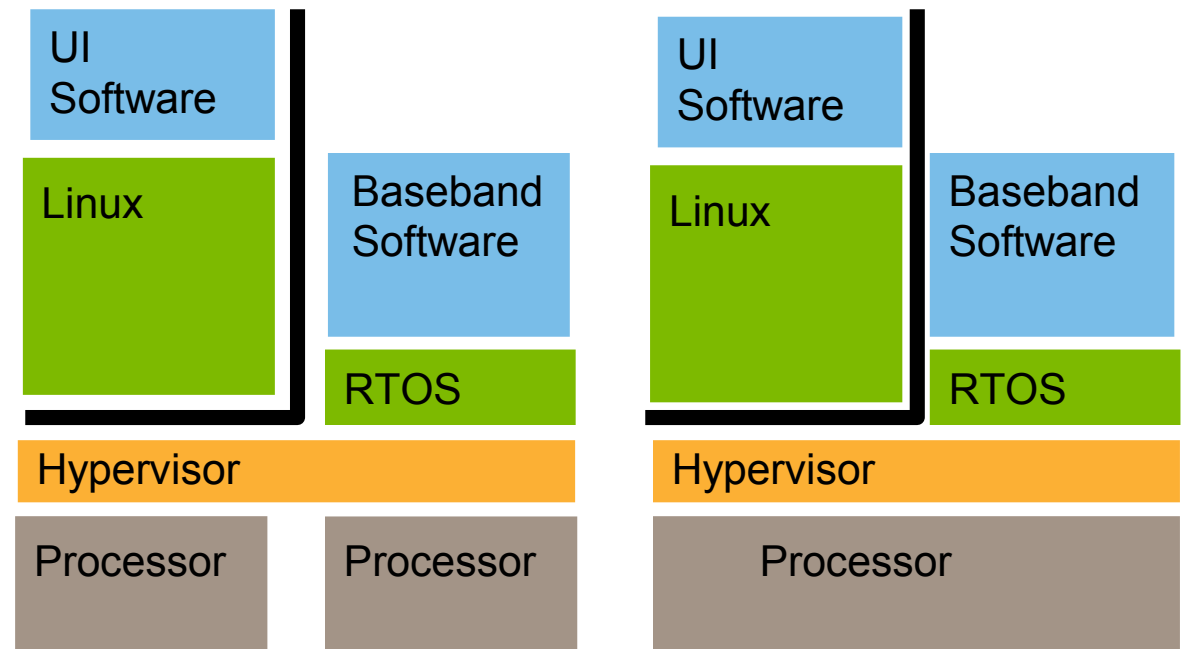 UI
Software
Linux
Baseband
Software
RTOS
Hypervisor
Processor
Processor
UI
Software
Linux
Baseband
Software
RTOS
Hypervisor
Processor